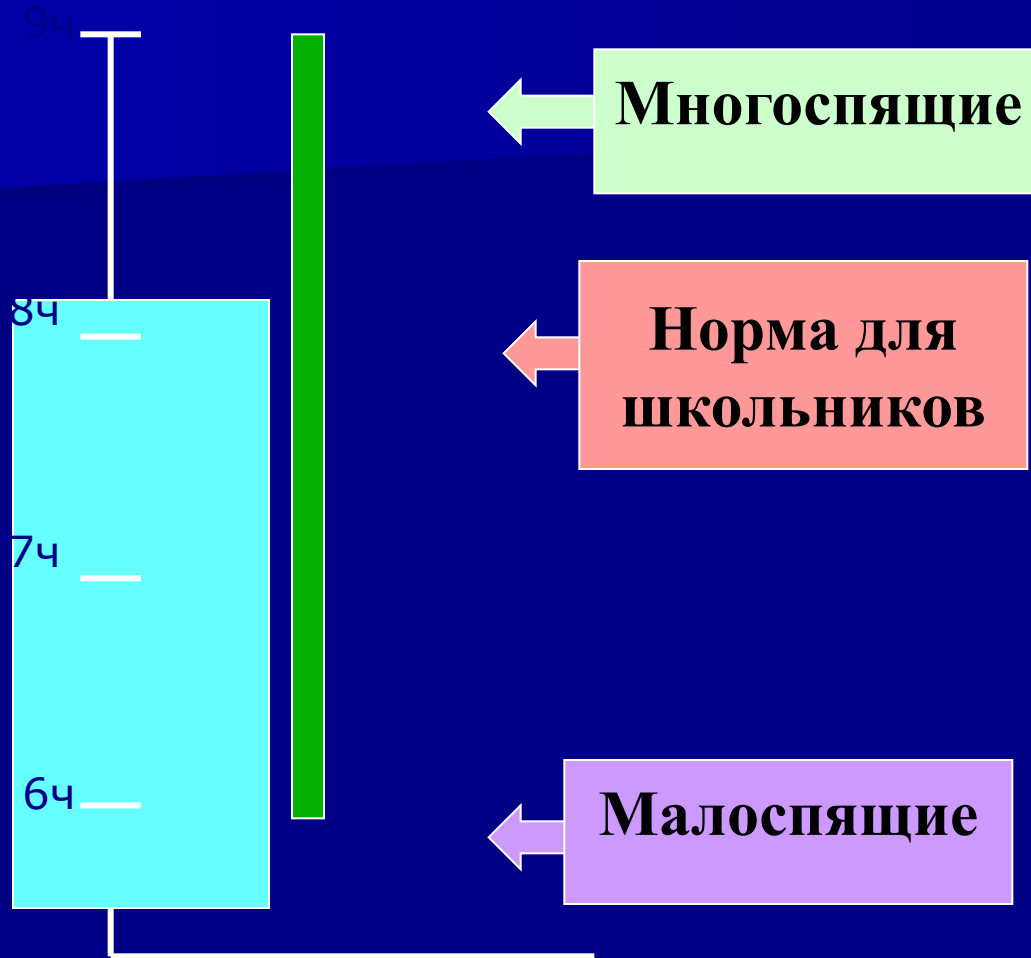 9ч
Многоспящие
8ч
Норма для
школьников
7ч
6ч
Малоспящие